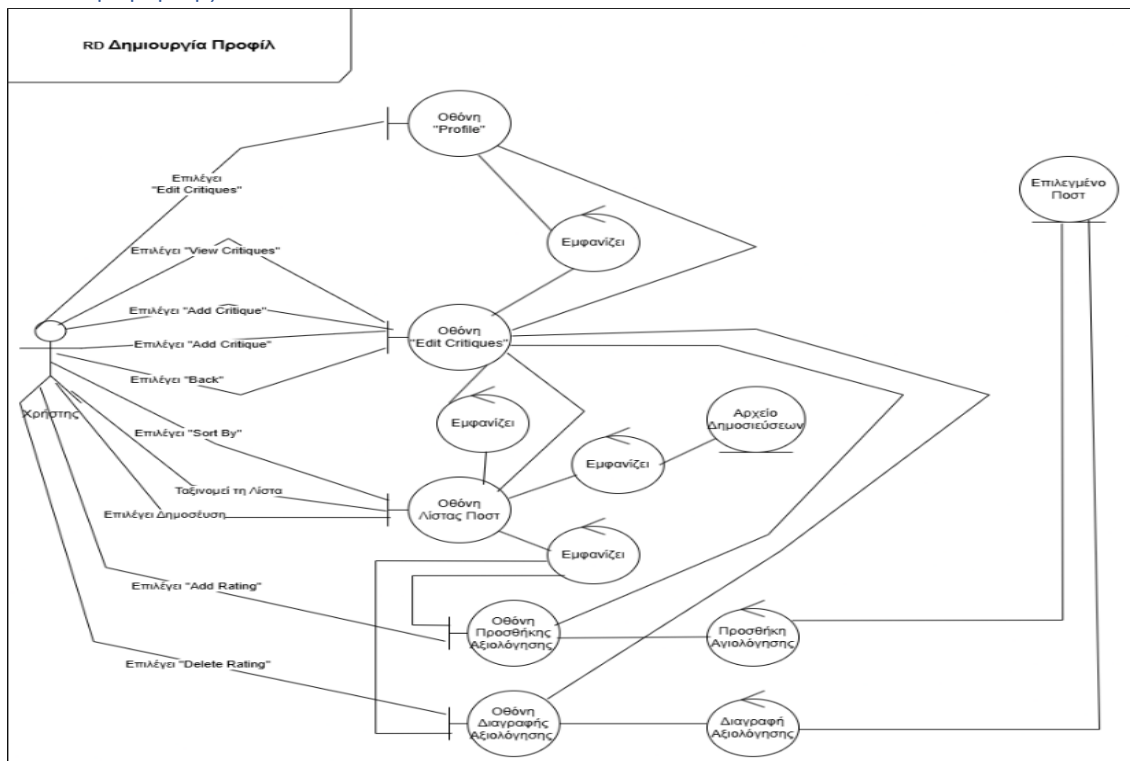 RD Δημιουργία Προφίλ
Οθόνη
"Profile"
Επιλεγμένο
Ποστ
Επιλέγει
"Edit Critiques"
Εμφανίζει
Επιλέγει "View Critiques"
Επιλέγει "Add Critique"
Οθόνη
"Edit Critiques"
Επιλέγει "Add Critique"
Επιλέγει "Back"
Χρήστης
Εμφανίζει
Αρχείο
Δημοσιεύσεων
Επιλέγει "Sort By"
Εμφανίζει
Ταξινομεί τη Λίστα
Οθόνη
Λίστας Ποστ
Επιλέγει Δημοσέυση
Εμφανίζει
Επιλέγει "Add Rating"
Οθόνη
Προσθήκης
Αξιολόγησης
Προσθήκη
Αγιολόγησης
Επιλέγει "Delete Rating"
Οθόνη
Διαγραφής
Αξιολόγησης
Διαγραφή
Αξιολόγησης